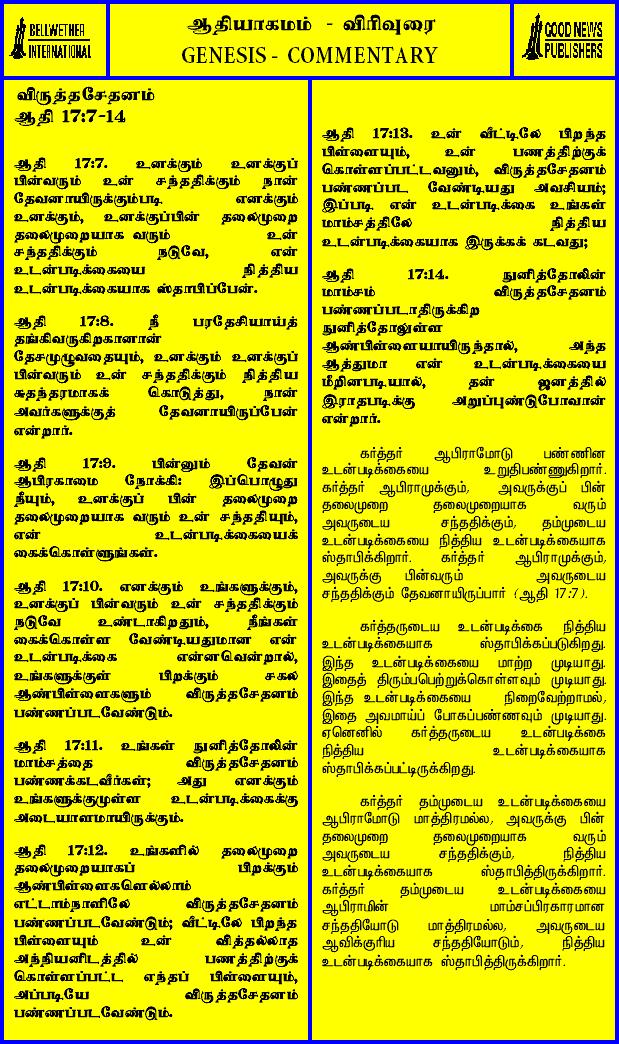 BELLWETHER
INTERNATIONAL
ஆதியாகமம் - விரிவுரை
GENESIS - COMMENTARY
GOOD NEWS
PUBLISHERS
விருத்தசேதனம்
ஆதி 17:7-14
ஆதி 17:7. உனக்கும் உனக்குப்
பின்வரும் உன் சந்ததிக்கும் நான்
தேவனாயிருக்கும்படி எனக்கும்
உனக்கும், உனக்குப்பின் தலைமுறை
தலைமுறையாக வரும் உன்
சந்ததிக்கும் நடுவே, என்
உடன்படிக்கையை நித்திய
உடன்படிக்கையாக ஸ்தாபிப்பேன்.
ஆதி 17:8. நீ பரதேசியாய்த்
தங்கிவருகிறகானான்
தேசமுழுவதையும், உனக்கும் உனக்குப்
பின்வரும் உன் சந்ததிக்கும் நித்திய
சுதந்தரமாகக் கொடுத்து, நான்
அவர்களுக்குத் தேவனாயிருப்பேன்
என்றார்.
ஆதி 17:9. பின்னும் தேவன்
ஆபிரகாமை நோக்கி: இப்பொழுது
நீயும், உனக்குப் பின் தலைமுறை
தலைமுறையாக வரும் உன் சந்ததியும்,
என் உடன்படிக்கையைக்
கைக்கொள்ளுங்கள்.
ஆதி 17:10. எனக்கும் உங்களுக்கும்,
உனக்குப் பின்வரும் உன் சந்ததிக்கும்
நடுவே உண்டாகிறதும், நீங்கள்
கைக்கொள்ள வேண்டியதுமான என்
உடன்படிக்கை என்னவென்றால்,
உங்களுக்குள் பிறக்கும் சகல
ஆண்பிள்ளைகளும் விருத்தசேதனம்
பண்ணப்படவேண்டும்.
ஆதி 17:11. உங்கள் நுனித்தோலின்
மாம்சத்தை விருத்தசேதனம்
பண்ணக்கடவீர்கள்; அது எனக்கும்
உங்களுக்குமுள்ள உடன்படிக்கைக்கு
அடையாளமாயிருக்கும்.
ஆதி 17:12. உங்களில் தலைமுறை
தலைமுறையாகப் பிறக்கும்
ஆண்பிள்ளைகளெல்லாம்
எட்டாம்நாளிலே விருத்தசேதனம்
பண்ணப்படவேண்டும்; வீட்டிலே பிறந்த
பிள்ளையும் உன் வித்தல்லாத
அந்நியனிடத்தில் பணத்திற்குக்
கொள்ளப்பட்ட எந்தப் பிள்ளையும்,
அப்படியே விருத்தசேதனம்
பண்ணப்படவேண்டும்.
ஆதி 17:13. உன் வீட்டிலே பிறந்த
பிள்ளையும், உன் பணத்திற்குக்
கொள்ளப்பட்டவனும், விருத்தசேதனம்
பண்ணப்பட வேண்டியது அவசியம்;
இப்படி என் உடன்படிக்கை உங்கள்
மாம்சத்திலே நித்திய
உடன்படிக்கையாக இருக்கக் கடவது;
ஆதி 17:14. நுனித்தோலின்
மாம்சம் விருத்தசேதனம்
பண்ணப்படாதிருக்கிற
நுனித்தோலுள்ள
ஆண்பிள்ளையாயிருந்தால், அந்த
ஆத்துமா என் உடன்படிக்கையை
மீறினபடியால், தன் ஜனத்தில்
இராதபடிக்கு அறுப்புண்டுபோவான்
என்றார்.
கர்த்தர் ஆபிராமோடு பண்ணின
உடன்படிக்கையை உறுதிபண்ணுகிறார்.
கர்த்தர் ஆபிராமுக்கும், அவருக்குப் பின்
தலைமுறை தலைமுறையாக வரும்
அவருடைய சந்ததிக்கும், தம்முடைய
உடன்படிக்கையை நித்திய உடன்படிக்கையாக
ஸ்தாபிக்கிறார். கர்த்தர் ஆபிராமுக்கும்,
அவருக்கு பின்வரும் அவருடைய
சந்ததிக்கும் தேவனாயிருப்பார் (ஆதி 17:7).
கர்த்தருடைய உடன்படிக்கை நித்திய
உடன்படிக்கையாக ஸ்தாபிக்கப்படுகிறது.
இந்த உடன்படிக்கையை மாற்ற முடியாது.
இதைத் திரும்பபெற்றுக்கொள்ளவும் முடியாது.
இந்த உடன்படிக்கையை நிறைவேற்றாமல்,
இதை அவமாய்ப் போகப்பண்ணவும் முடியாது.
ஏனெனில் கர்த்தருடைய உடன்படிக்கை
நித்திய உடன்படிக்கையாக
ஸ்தாபிக்கப்பட்டிருக்கிறது.
கர்த்தர் தம்முடைய உடன்படிக்கையை
ஆபிராமோடு மாத்திரமல்ல, அவருக்கு பின்
தலைமுறை தலைமுறையாக வரும்
அவருடைய சந்ததிக்கும், நித்திய
உடன்படிக்கையாக ஸ்தாபித்திருக்கிறார்.
கர்த்தர் தம்முடைய உடன்படிக்கையை
ஆபிராமின் மாம்சப்பிரகாரமான
சந்ததியோடு மாத்திரமல்ல, அவருடைய
ஆவிக்குரிய சந்ததியோடும், நித்திய
உடன்படிக்கையாக ஸ்தாபித்திருக்கிறார்.